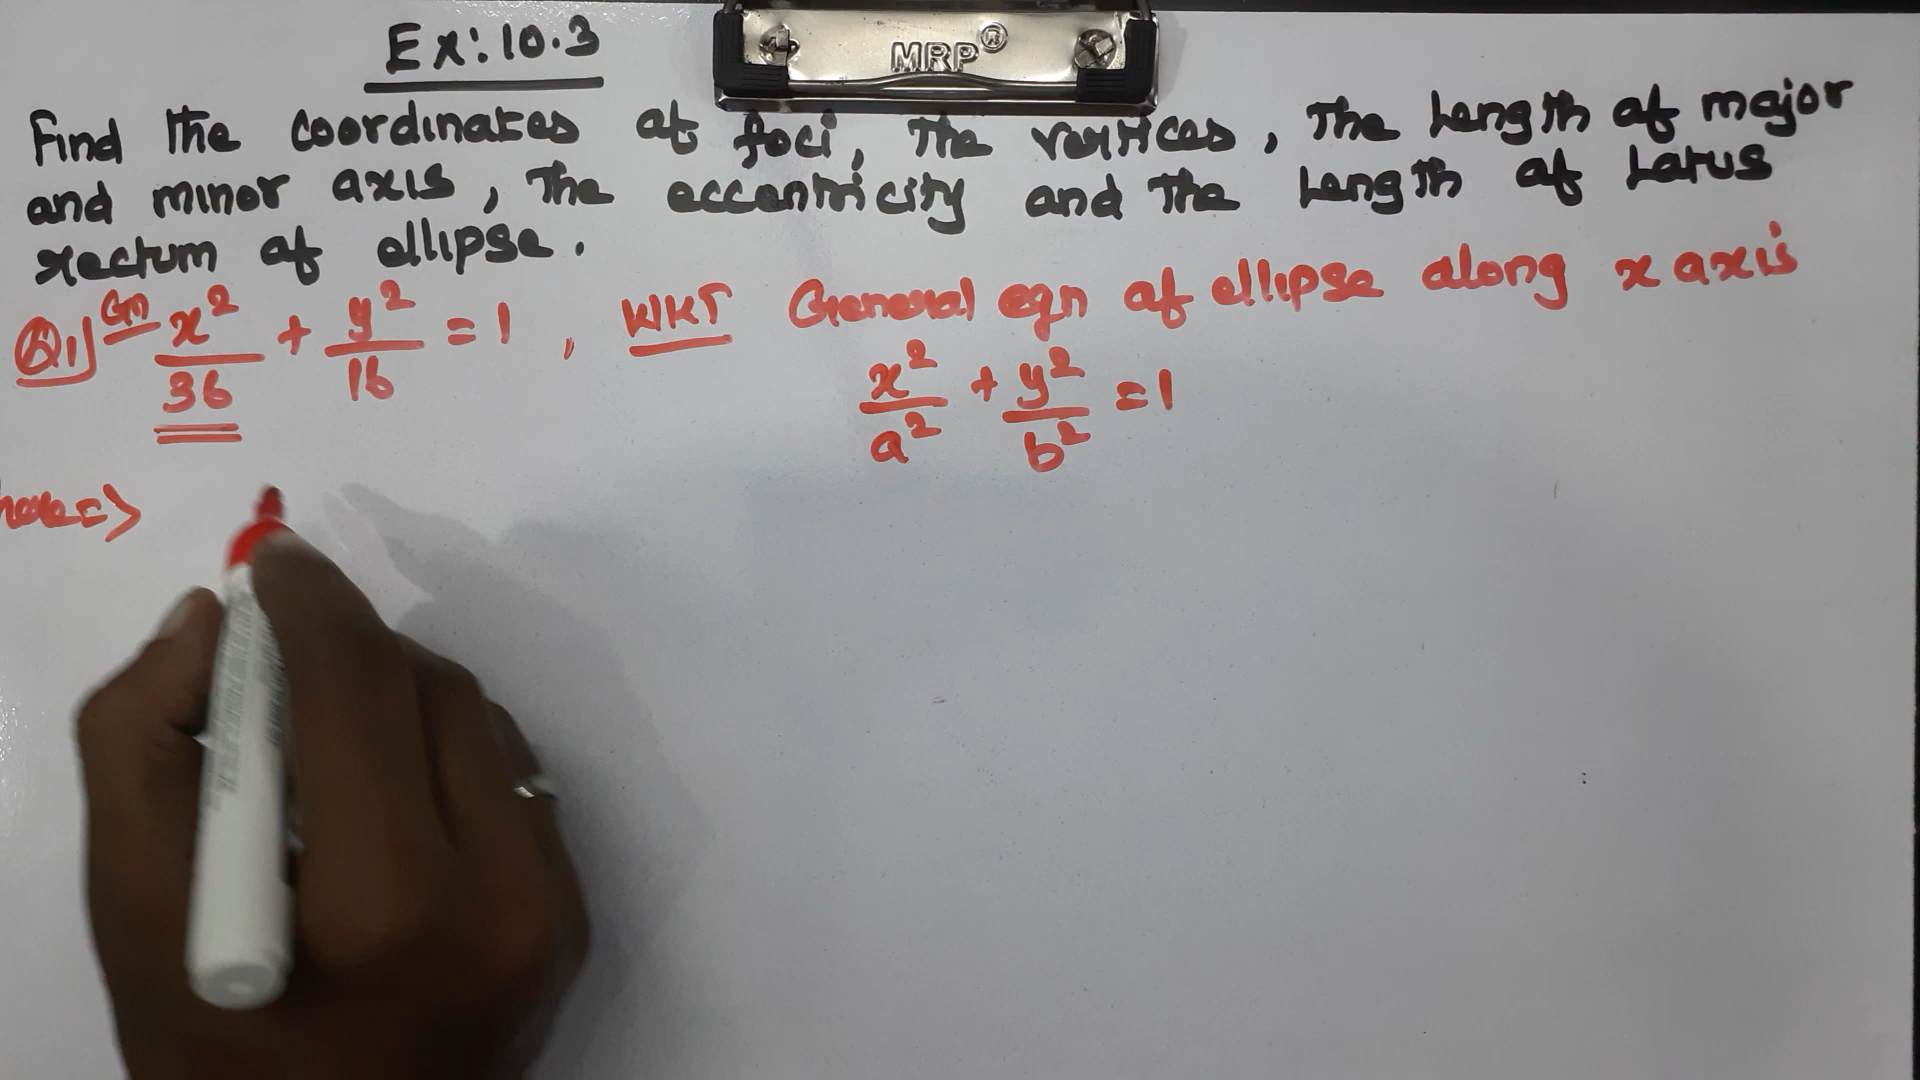 Ex: 10.3
MRP®
Find the coordinates of foci, The vertices, The Length of major
and minor axis, The eccentricity and The Length of Latus
rectum of ellipse.
Q1) Gn x²/36 + y²/16 = 1, WKT General eqn of ellipse along x axis
x²/a² + y²/b² = 1
here=>